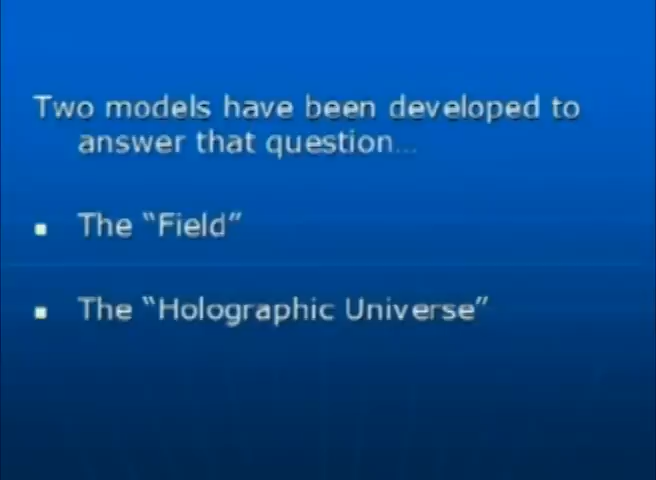 Two models have been developed to
answer that question...
▪ The “Field”
▪ The “Holographic Universe”